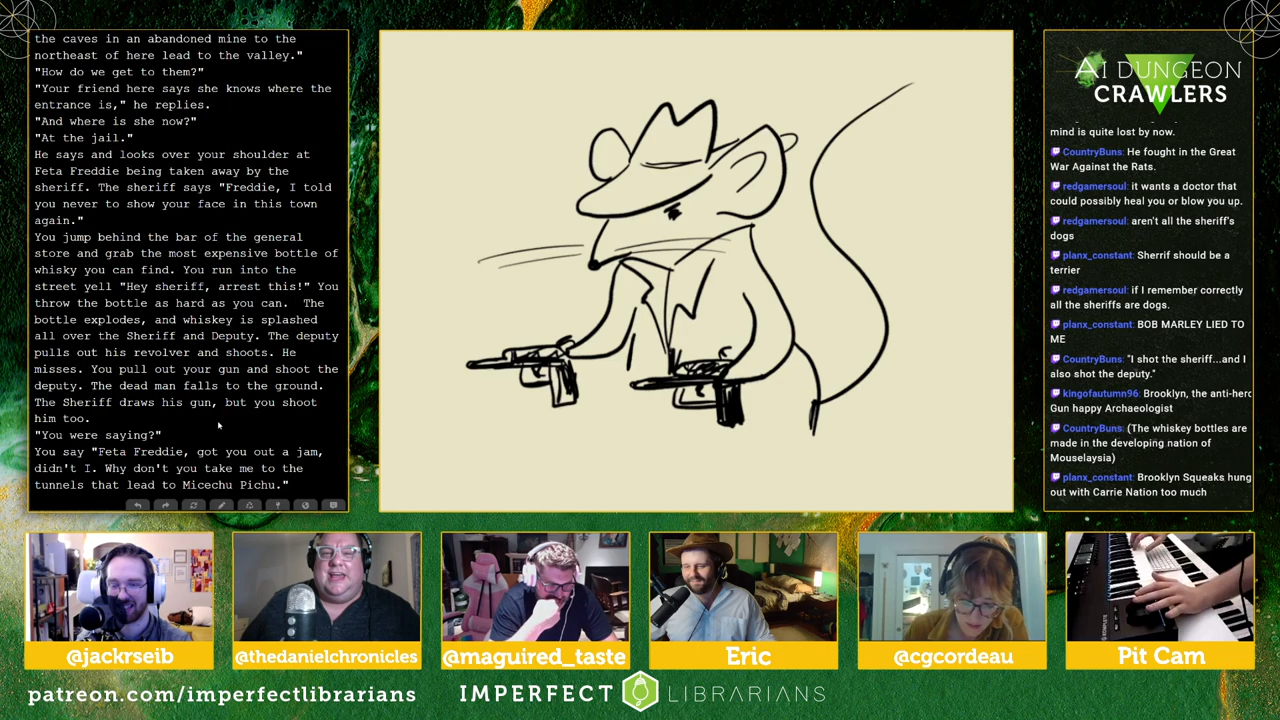 the caves in an abandoned mine to the
northeast of here lead to the valley."
"How do we get to them?"
"Your friend here says she knows where the
entrance is," he replies.
"And where is she now?"
"At the jail."
He says and looks over your shoulder at
Feta Freddie being taken away by the
sheriff. The sheriff says "Freddie, I told
you never to show your face in this town
again."
You jump behind the bar of the general
store and grab the most expensive bottle of
whisky you can find. You run into the
street yell "Hey sheriff, arrest this!" You
throw the bottle as hard as you can.  The
bottle explodes, and whiskey is splashed
all over the Sheriff and Deputy. The deputy
pulls out his revolver and shoots. He
misses. You pull out your gun and shoot the
deputy. The dead man falls to the ground.
The Sheriff draws his gun, but you shoot
him too.
"You were saying?"
You say "Feta Freddie, got you out a jam,
didn't I. Why don't you take me to the
tunnels that lead to Micechu Pichu."
AI DUNGEON
CRAWLERS
mind is quite lost by now.
CountryBuns: He fought in the Great
War Against the Rats.
redgamersoul: it wants a doctor that
could possibly heal you or blow you up.
redgamersoul: aren't all the sheriff's
dogs
planx_constant: Sherrif should be a
terrier
redgamersoul: if I remember correctly
all the sheriffs are dogs.
planx_constant: BOB MARLEY LIED TO
ME
CountryBuns: "I shot the sheriff...and I
also shot the deputy."
kingofautumn96: Brooklyn, the anti-hero
Gun happy Archaeologist
CountryBuns: (The whiskey bottles are
made in the developing nation of
Mouselaysia)
planx_constant: Brooklyn Squeaks hung
out with Carrie Nation too much
@jackrseib
@thedanielchronicles
@maguired_taste
Eric
@cgcordeau
Pit Cam
patreon.com/imperfectlibrarians
IMPERFECT LIBRARIANS